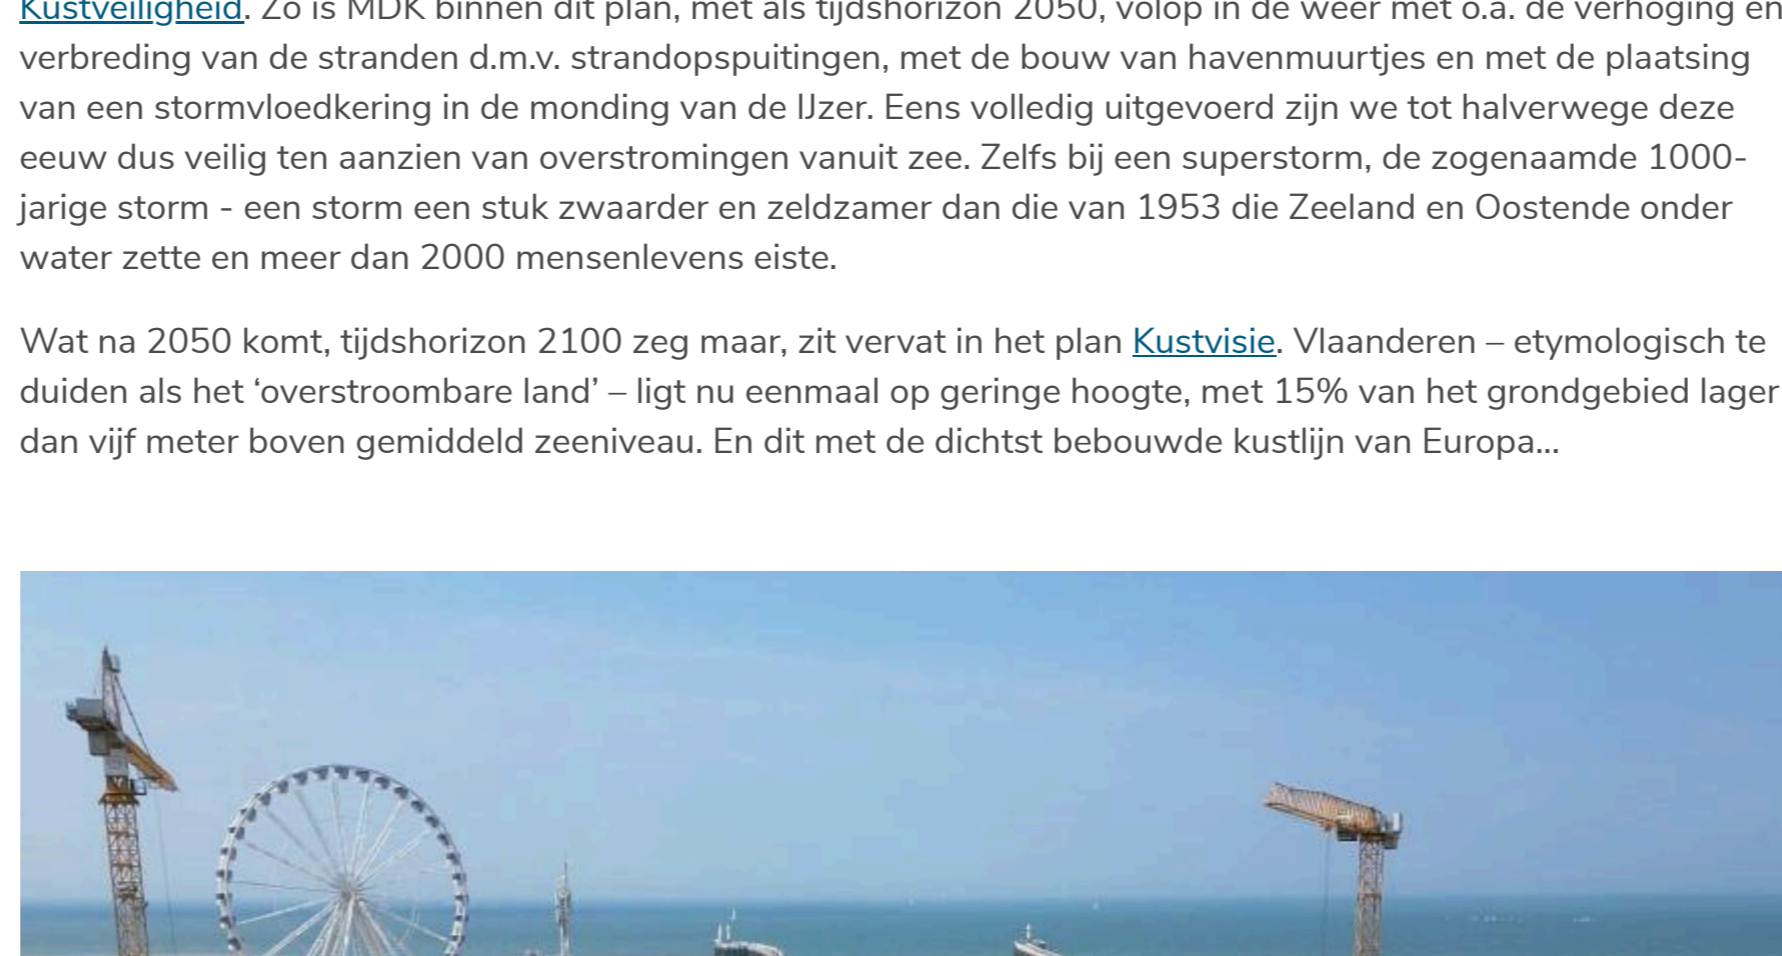 Kustveiligheid. Zo is MDK binnen dit plan, met als tijdshorizon 2050, volop in de weer met o.a. de verhoging en
verbreding van de stranden d.m.v. strandopspuitingen, met de bouw van havenmuurtjes en met de plaatsing
van een stormvloedkering in de monding van de IJzer. Eens volledig uitgevoerd zijn we tot halverwege deze
eeuw dus veilig ten aanzien van overstromingen vanuit zee. Zelfs bij een superstorm, de zogenaamde 1000-
jarige storm - een storm een stuk zwaarder en zeldzamer dan die van 1953 die Zeeland en Oostende onder
water zette en meer dan 2000 mensenlevens eiste.
Wat na 2050 komt, tijdshorizon 2100 zeg maar, zit vervat in het plan Kustvisie. Vlaanderen – etymologisch te
duiden als het ‘overstroombare land’ – ligt nu eenmaal op geringe hoogte, met 15% van het grondgebied lager
dan vijf meter boven gemiddeld zeeniveau. En dit met de dichtst bebouwde kustlijn van Europa...